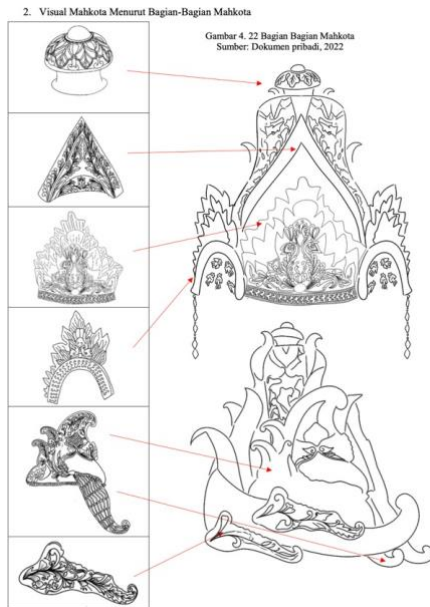 2. Visual Mahkota Menurut Bagian-Bagian Mahkota
Gambar 4. 22 Bagian Bagian Mahkota
Sumber: Dokumen pribadi, 2022